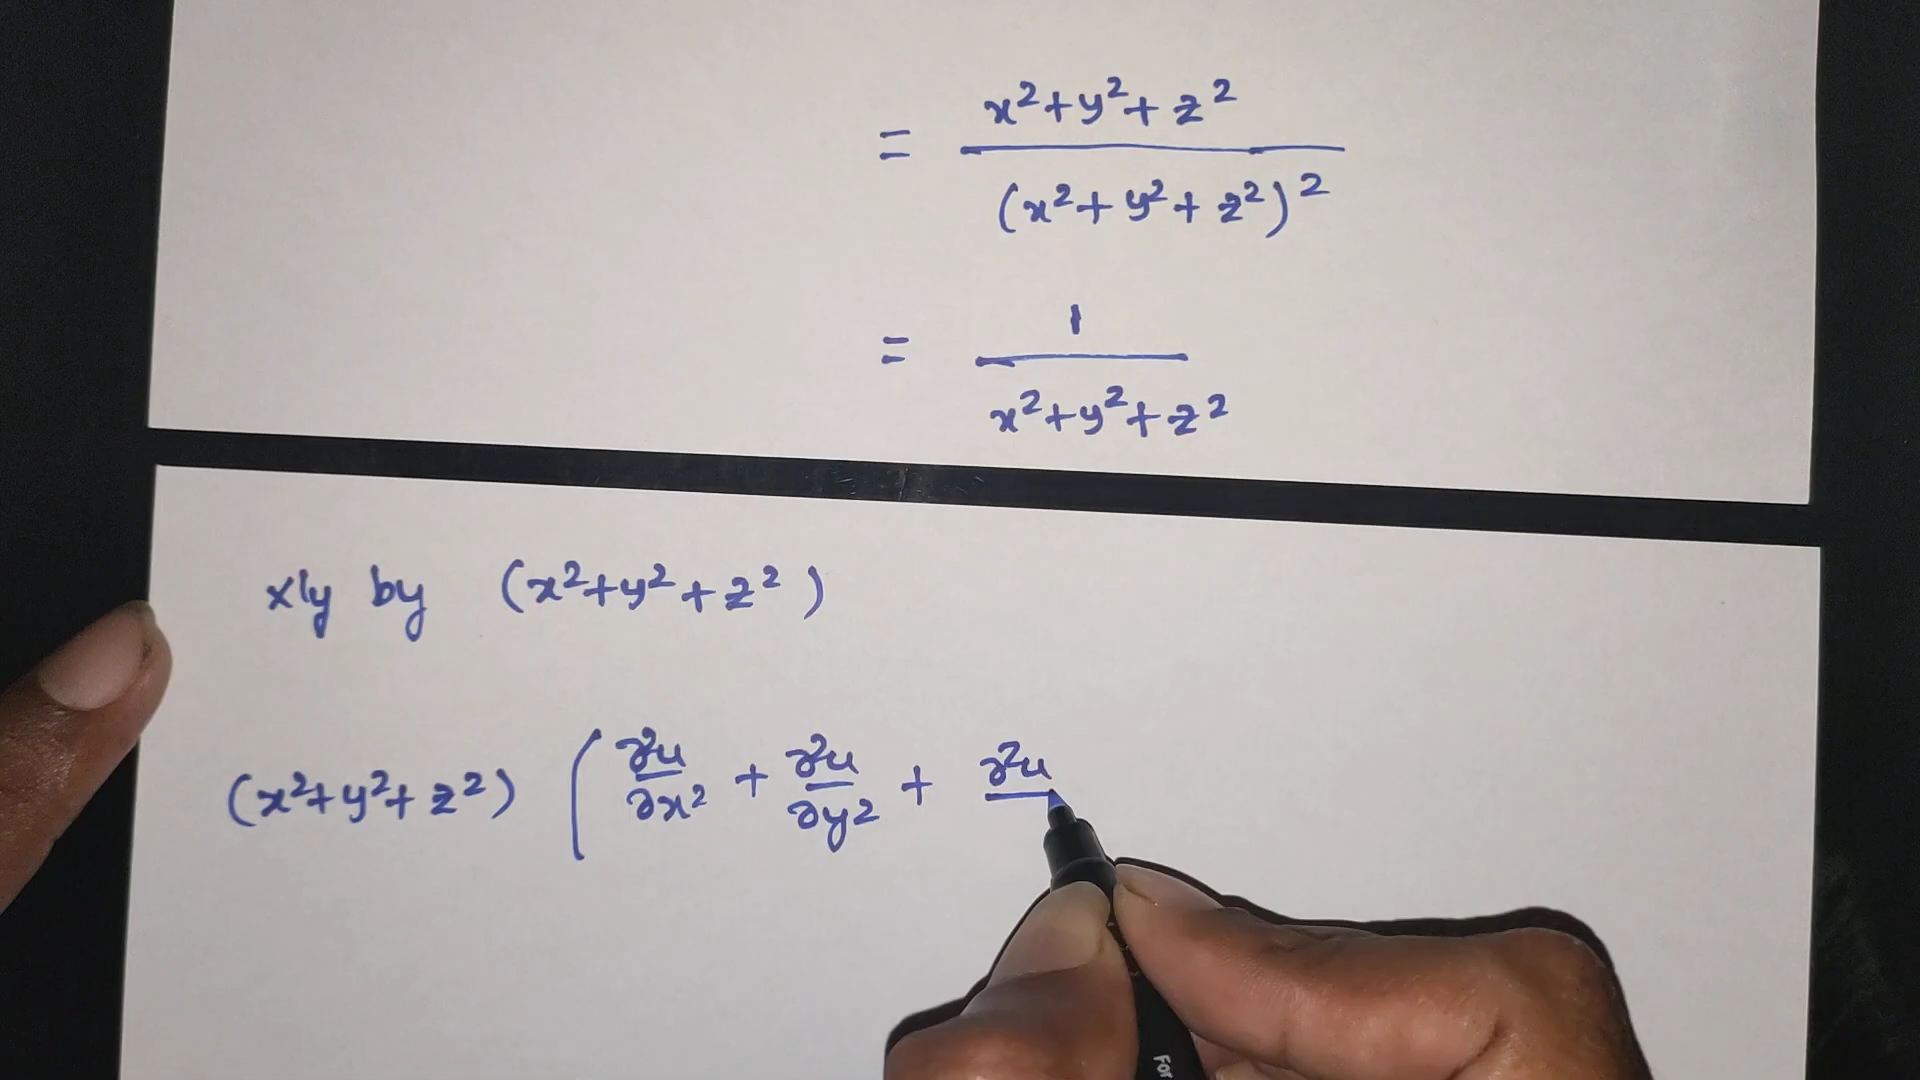 = x²+y²+z² / (x²+y²+z²)²
= 1 / x²+y²+z²
xly by (x²+y²+z²)
(x²+y²+z²) ( ∂²u/∂x² + ∂²u/∂y² + ∂²u/
For